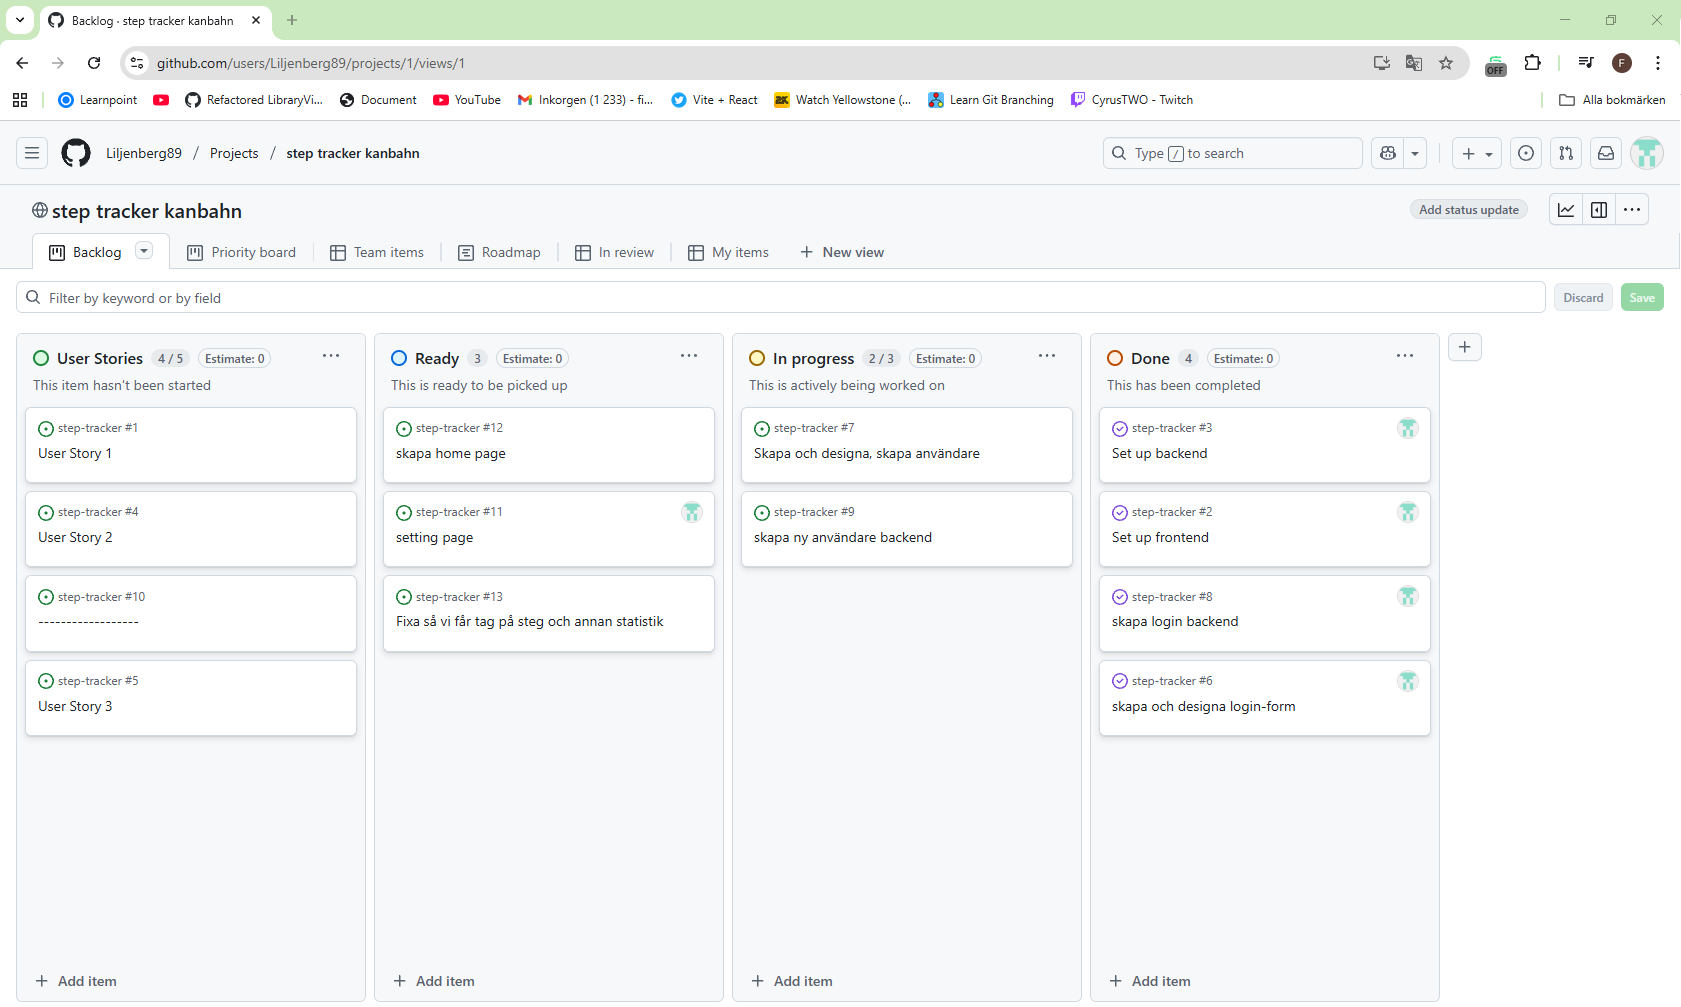 Backlog · step tracker kanbahn
github.com/users/Liljenberg89/projects/1/views/1
OFF
F
Learnpoint
Refactored LibraryVi...
Document
YouTube
Inkorgen (1 233) - fi...
Vite + React
Watch Yellowstone (...
Learn Git Branching
CyrusTWO - Twitch
Alla bokmärken
Liljenberg89 / Projects / step tracker kanbahn
Type / to search
step tracker kanbahn
Add status update
Backlog
Priority board
Team items
Roadmap
In review
My items
New view
Filter by keyword or by field
Discard
Save
User Stories 4 / 5 Estimate: 0
This item hasn't been started
step-tracker #1
User Story 1
step-tracker #4
User Story 2
step-tracker #10
------------------
step-tracker #5
User Story 3
Add item
Ready 3 Estimate: 0
This is ready to be picked up
step-tracker #12
skapa home page
step-tracker #11
setting page
step-tracker #13
Fixa så vi får tag på steg och annan statistik
Add item
In progress 2 / 3 Estimate: 0
This is actively being worked on
step-tracker #7
Skapa och designa, skapa användare
step-tracker #9
skapa ny användare backend
Add item
Done 4 Estimate: 0
This has been completed
step-tracker #3
Set up backend
step-tracker #2
Set up frontend
step-tracker #8
skapa login backend
step-tracker #6
skapa och designa login-form
Add item